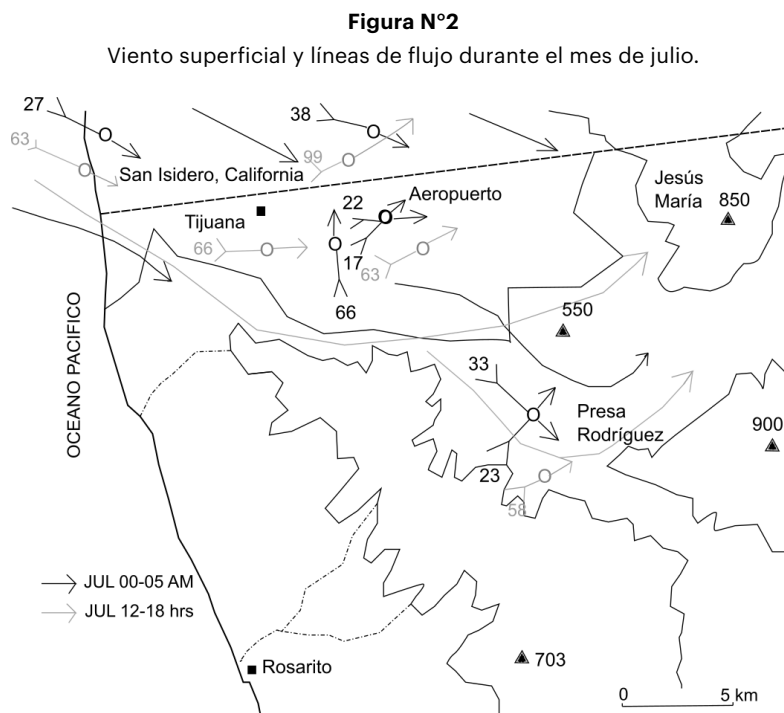 Figura N°2
Viento superficial y líneas de flujo durante el mes de julio.
27
38
63
99
San Isidero, California
Jesús
María
850
Aeropuerto
22
Tijuana
66
17
63
66
550
OCEANO PACIFICO
33
Presa
Rodríguez
900
23
58
JUL 00-05 AM
JUL 12-18 hrs
Rosarito
703
0
5 km